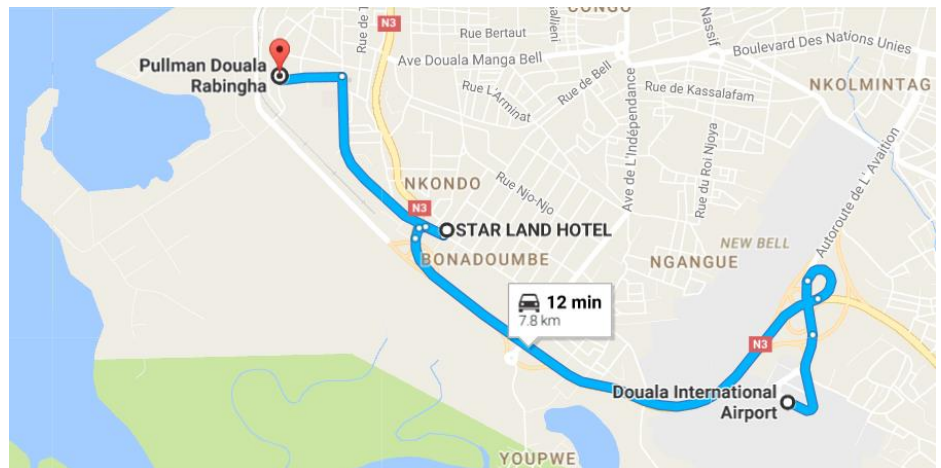 CONGO
Gallieni
Nassif
Rue Bertaut
Boulevard Des Nations Unies
N3
Rue de
Ave Douala Manga Bell
Rue de Bell
Pullman Douala
Rabingha
Rue L'Arminat
Rue de Kassalafam
NKOLMINTAG
Ave de L'Indépendance
Rue du Roi Njoya
Autoroute de L' Avaition
NKONDO
Rue Njo-Njo
N3
STAR LAND HOTEL
BONADOUMBE
NGANGUE
NEW BELL
12 min
7.8 km
N3
Douala International
Airport
YOUPWE